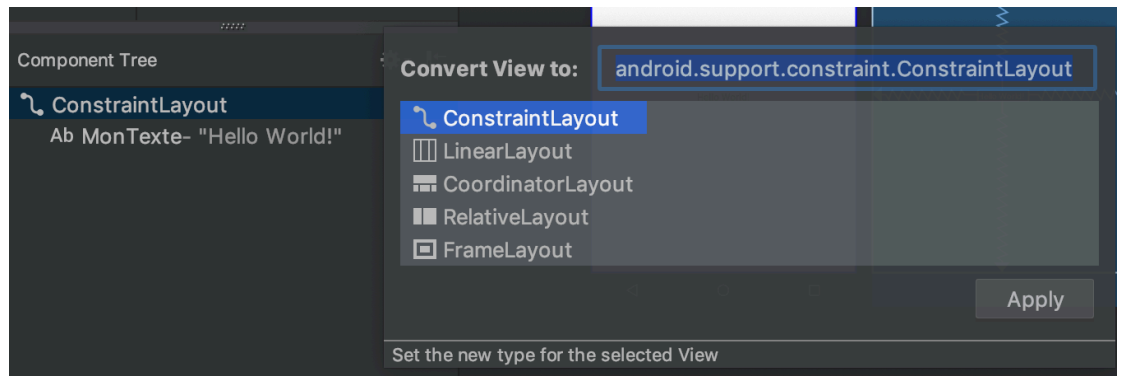 Component Tree
ConstraintLayout
Ab MonTexte- "Hello World!"
Convert View to: android.support.constraint.ConstraintLayout
ConstraintLayout
LinearLayout
CoordinatorLayout
RelativeLayout
FrameLayout
Apply
Set the new type for the selected View